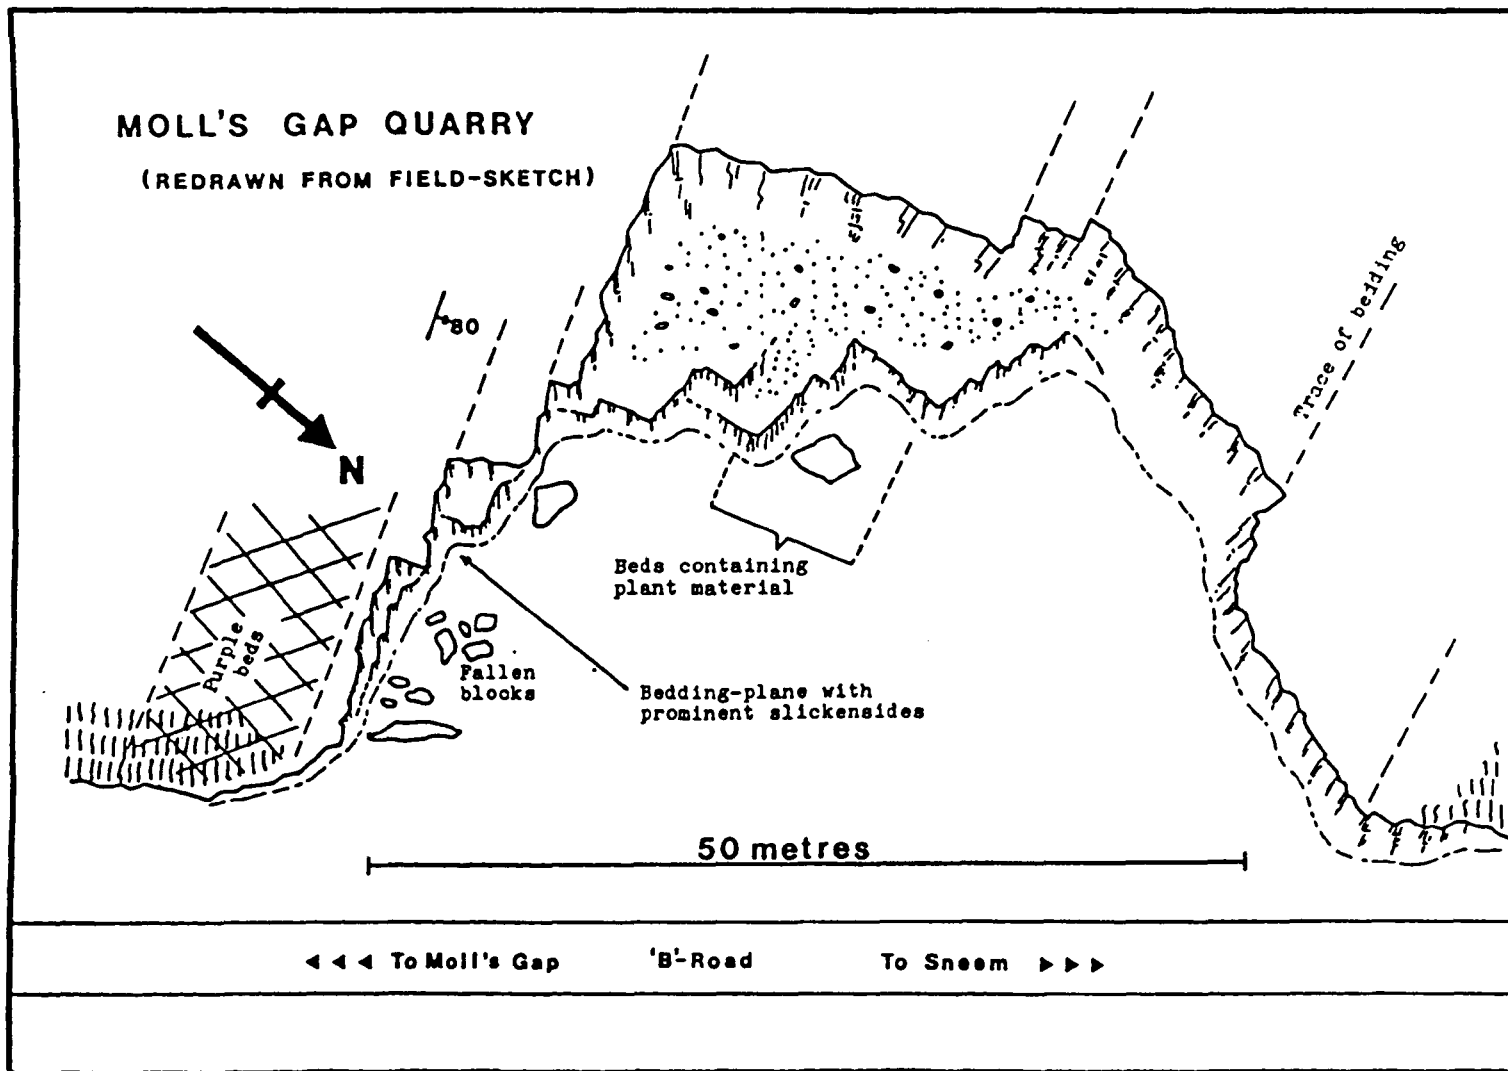 MOLL'S GAP QUARRY
(REDRAWN FROM FIELD-SKETCH)
80
N
Trace of bedding
Purple
beds
Beds containing
plant material
Fallen
blocks
Bedding-plane with
prominent slickensides
50 metres
To Moll's Gap
'B'-Road
To Sneem